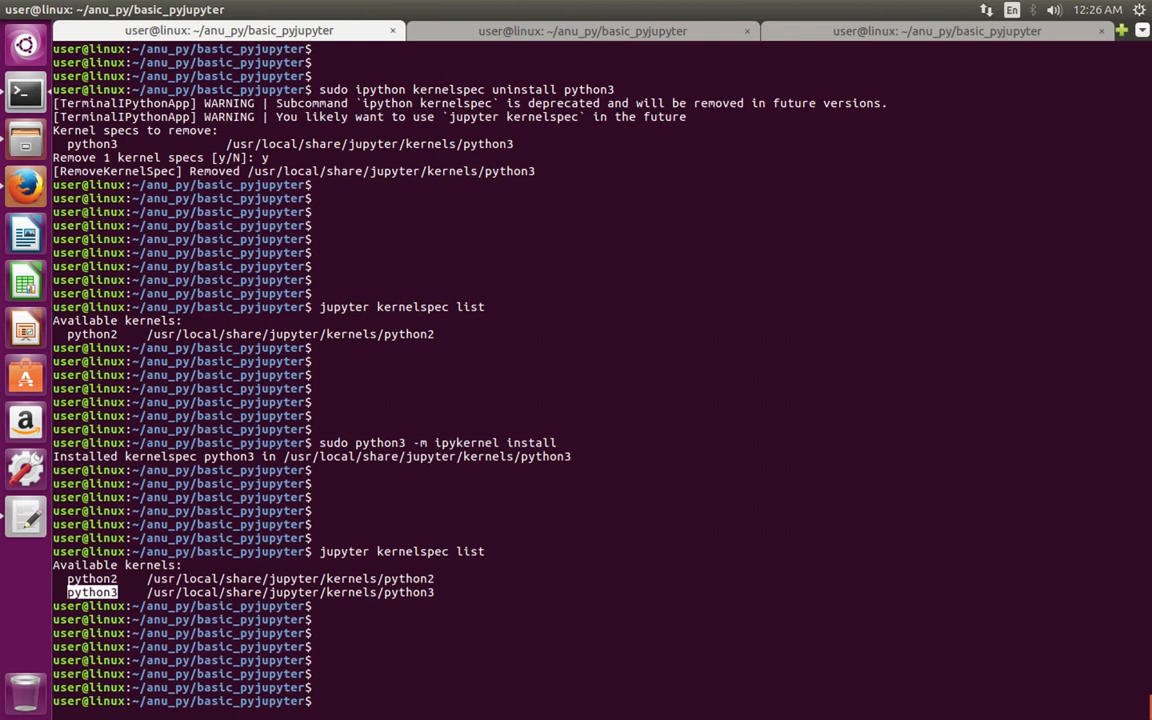 user@linux: ~/anu_py/basic_pyjupyter
En
12:26 AM
user@linux: ~/anu_py/basic_pyjupyter ×
user@linux: ~/anu_py/basic_pyjupyter ×
user@linux: ~/anu_py/basic_pyjupyter ×
user@linux:~/anu_py/basic_pyjupyter$
user@linux:~/anu_py/basic_pyjupyter$
user@linux:~/anu_py/basic_pyjupyter$
user@linux:~/anu_py/basic_pyjupyter$ sudo ipython kernelspec uninstall python3
[TerminalIPythonApp] WARNING | Subcommand `ipython kernelspec` is deprecated and will be removed in future versions.
[TerminalIPythonApp] WARNING | You likely want to use `jupyter kernelspec` in the future
Kernel specs to remove:
python3 /usr/local/share/jupyter/kernels/python3
Remove 1 kernel specs [y/N]: y
[RemoveKernelSpec] Removed /usr/local/share/jupyter/kernels/python3
user@linux:~/anu_py/basic_pyjupyter$
user@linux:~/anu_py/basic_pyjupyter$
user@linux:~/anu_py/basic_pyjupyter$
user@linux:~/anu_py/basic_pyjupyter$
user@linux:~/anu_py/basic_pyjupyter$
user@linux:~/anu_py/basic_pyjupyter$
user@linux:~/anu_py/basic_pyjupyter$
user@linux:~/anu_py/basic_pyjupyter$
user@linux:~/anu_py/basic_pyjupyter$
user@linux:~/anu_py/basic_pyjupyter$ jupyter kernelspec list
Available kernels:
python2 /usr/local/share/jupyter/kernels/python2
user@linux:~/anu_py/basic_pyjupyter$
user@linux:~/anu_py/basic_pyjupyter$
user@linux:~/anu_py/basic_pyjupyter$
user@linux:~/anu_py/basic_pyjupyter$
user@linux:~/anu_py/basic_pyjupyter$
user@linux:~/anu_py/basic_pyjupyter$
user@linux:~/anu_py/basic_pyjupyter$
user@linux:~/anu_py/basic_pyjupyter$ sudo python3 -m ipykernel install
Installed kernelspec python3 in /usr/local/share/jupyter/kernels/python3
user@linux:~/anu_py/basic_pyjupyter$
user@linux:~/anu_py/basic_pyjupyter$
user@linux:~/anu_py/basic_pyjupyter$
user@linux:~/anu_py/basic_pyjupyter$
user@linux:~/anu_py/basic_pyjupyter$
user@linux:~/anu_py/basic_pyjupyter$
user@linux:~/anu_py/basic_pyjupyter$ jupyter kernelspec list
Available kernels:
python2 /usr/local/share/jupyter/kernels/python2
python3 /usr/local/share/jupyter/kernels/python3
user@linux:~/anu_py/basic_pyjupyter$
user@linux:~/anu_py/basic_pyjupyter$
user@linux:~/anu_py/basic_pyjupyter$
user@linux:~/anu_py/basic_pyjupyter$
user@linux:~/anu_py/basic_pyjupyter$
user@linux:~/anu_py/basic_pyjupyter$
user@linux:~/anu_py/basic_pyjupyter$
user@linux:~/anu_py/basic_pyjupyter$